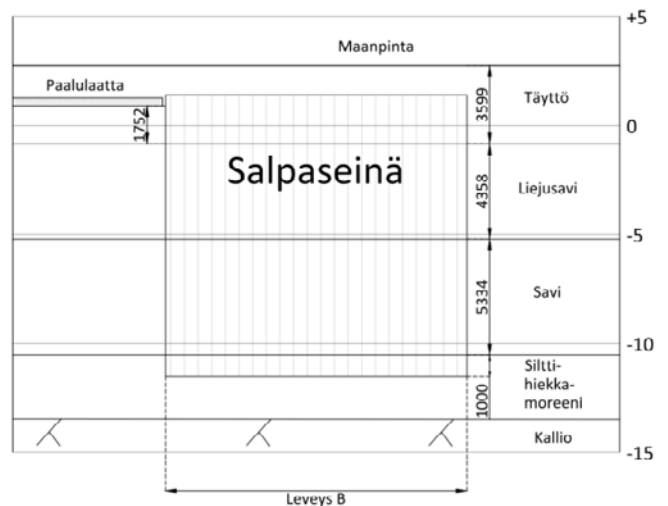 +5
Maanpinta
Paalulaatta
3599
Täyttö
1752
0
Salpaseinä
4358
Liejusavi
-5
5334
Savi
-10
Siltti-
hiekka-
moreeni
1000
Kallio
-15
Leveys B